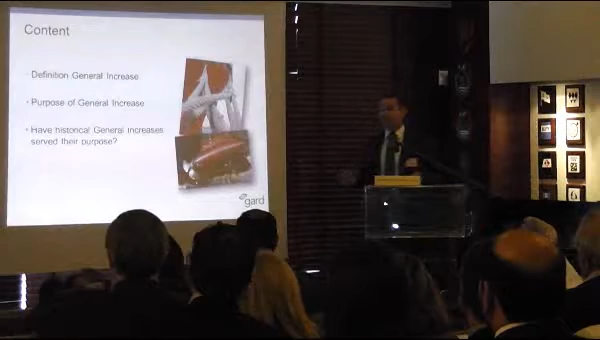 Content
· Definition General Increase
· Purpose of General Increase
· Have historical General increases
served their purpose?
gard